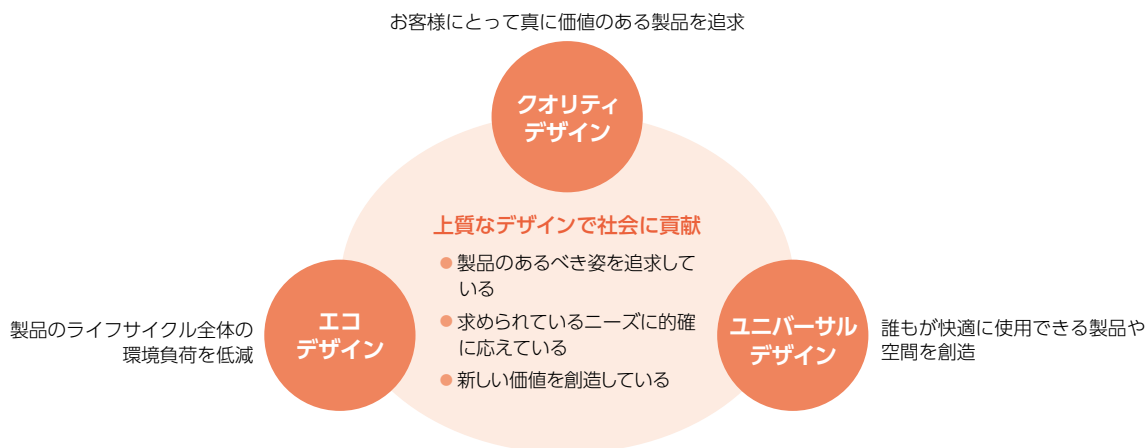 お客様にとって真に価値のある製品を追求
クオリティ
デザイン
上質なデザインで社会に貢献
● 製品のあるべき姿を追求して
いる
● 求められているニーズに的確
に応えている
● 新しい価値を創造している
製品のライフサイクル全体の
環境負荷を低減
エコ
デザイン
ユニバーサル
デザイン
誰もが快適に使用できる製品や
空間を創造